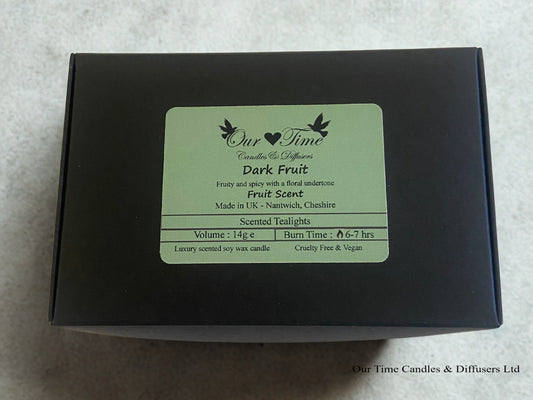 Our Time
Candles & Diffusers
Dark Fruit
Fruity and spicy with a floral undertone
Fruit Scent
Made in UK - Nantwich, Cheshire
Scented Tealights
Volume : 14g e
Burn Time : 6-7 hrs
Luxury scented soy wax candle
Cruelty Free & Vegan
Our Time Candles & Diffusers Ltd